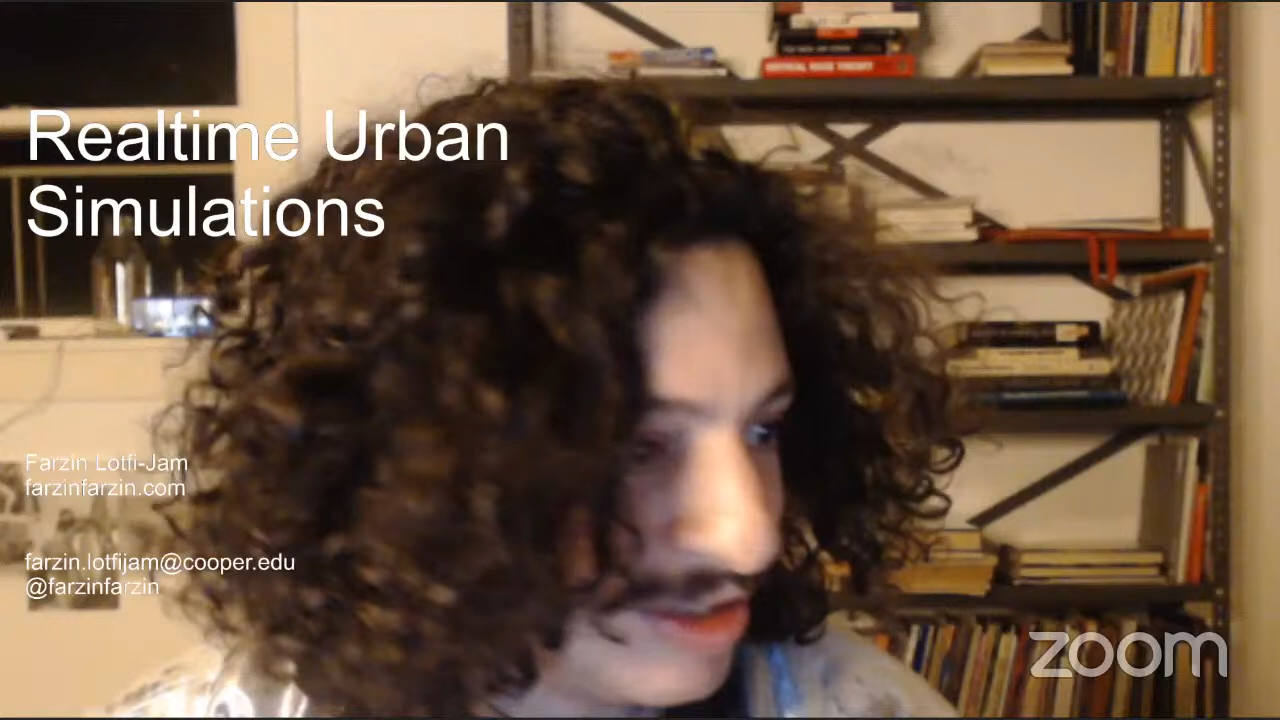 Realtime Urban
Simulations
Farzin Lotfi-Jam
farzinfarzin.com
farzin.lotfijam@cooper.edu
@farzinfarzin
zoom